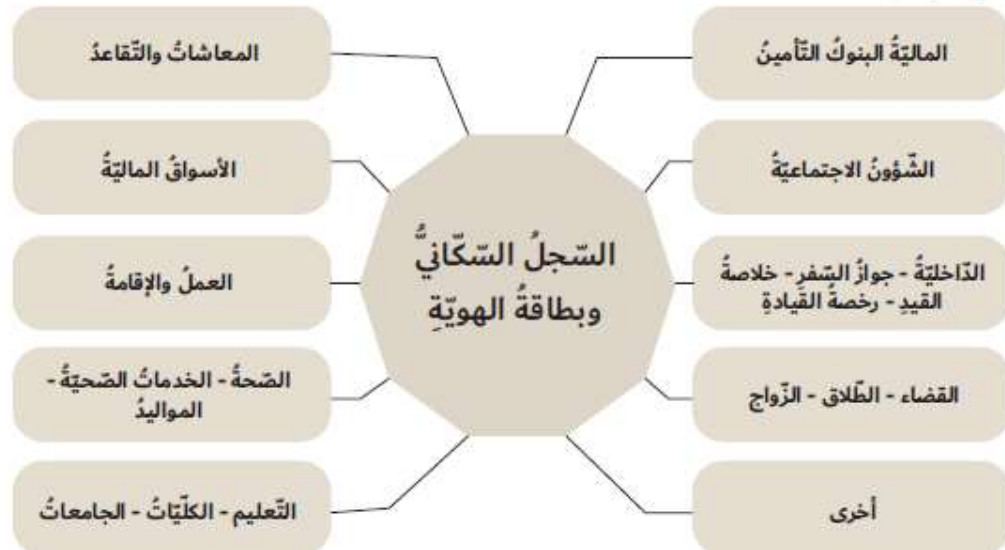 الماليّةُ البنوكُ التّأمينُ
المعاشاتُ والتّقاعدُ
الشّؤونُ الاجتماعيّةُ
الأسواقُ الماليّةُ
السّجلُ السّكّانيُّ
وبطاقةُ الهويّةِ
الدّاخليّةُ - جوازُ السّفرِ - خلاصةُ
القيدِ - رخصةُ القيادةِ
العملُ والإقامةُ
القضاء - الطّلاق - الزّواج
الصّحةُ - الخدماتُ الصّحيّةُ -
المواليدُ
أخرى
التّعليم - الكلّيّاتُ - الجامعاتُ